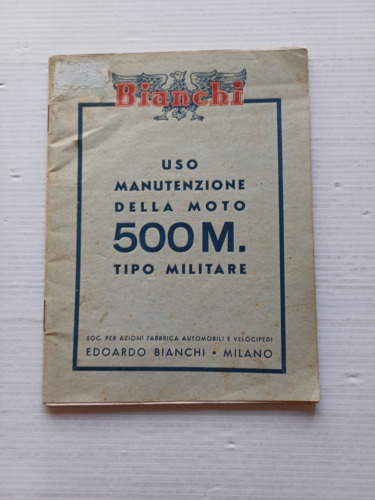 Bianchi
USO
MANUTENZIONE
DELLA MOTO
500 M.
TIPO MILITARE
SOC. PER AZIONI FABBRICA AUTOMOBILI E VELOCIPEDI
EDOARDO BIANCHI • MILANO